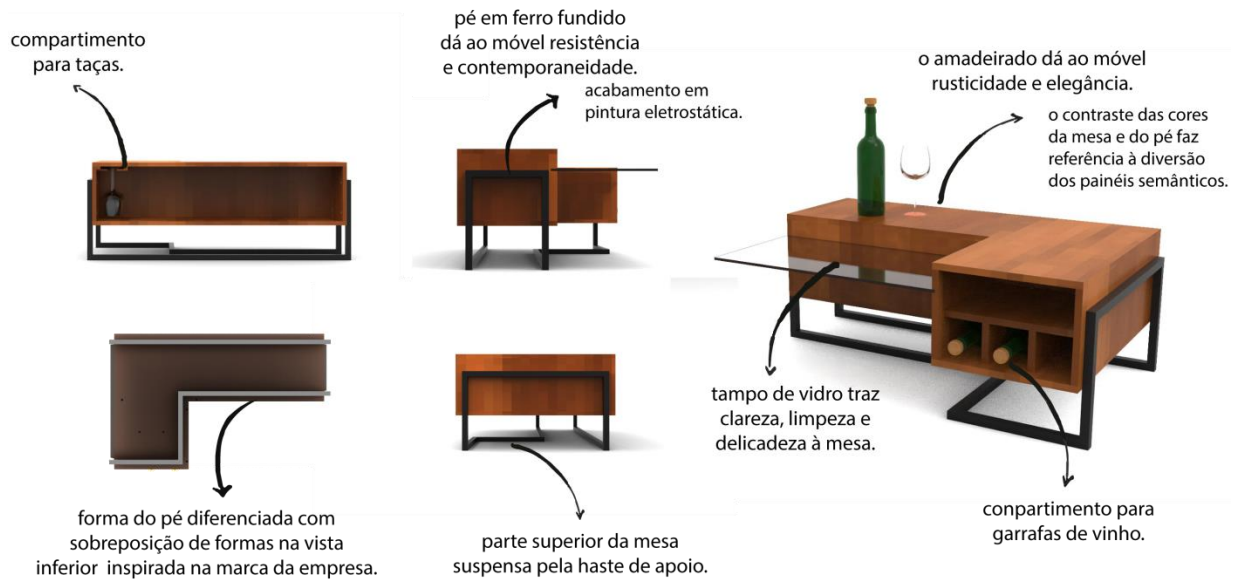 compartimento
para taças.
pé em ferro fundido
dá ao móvel resistência
e contemporaneidade.
acabamento em
pintura eletrostática.
o amadeirado dá ao móvel
rusticidade e elegância.
o contraste das cores
da mesa e do pé faz
referência à diversão
dos painéis semânticos.
tampo de vidro traz
clareza, limpeza e
delicadeza à mesa.
forma do pé diferenciada com
sobreposição de formas na vista
inferior inspirada na marca da empresa.
parte superior da mesa
suspensa pela haste de apoio.
conpartimento para
garrafas de vinho.